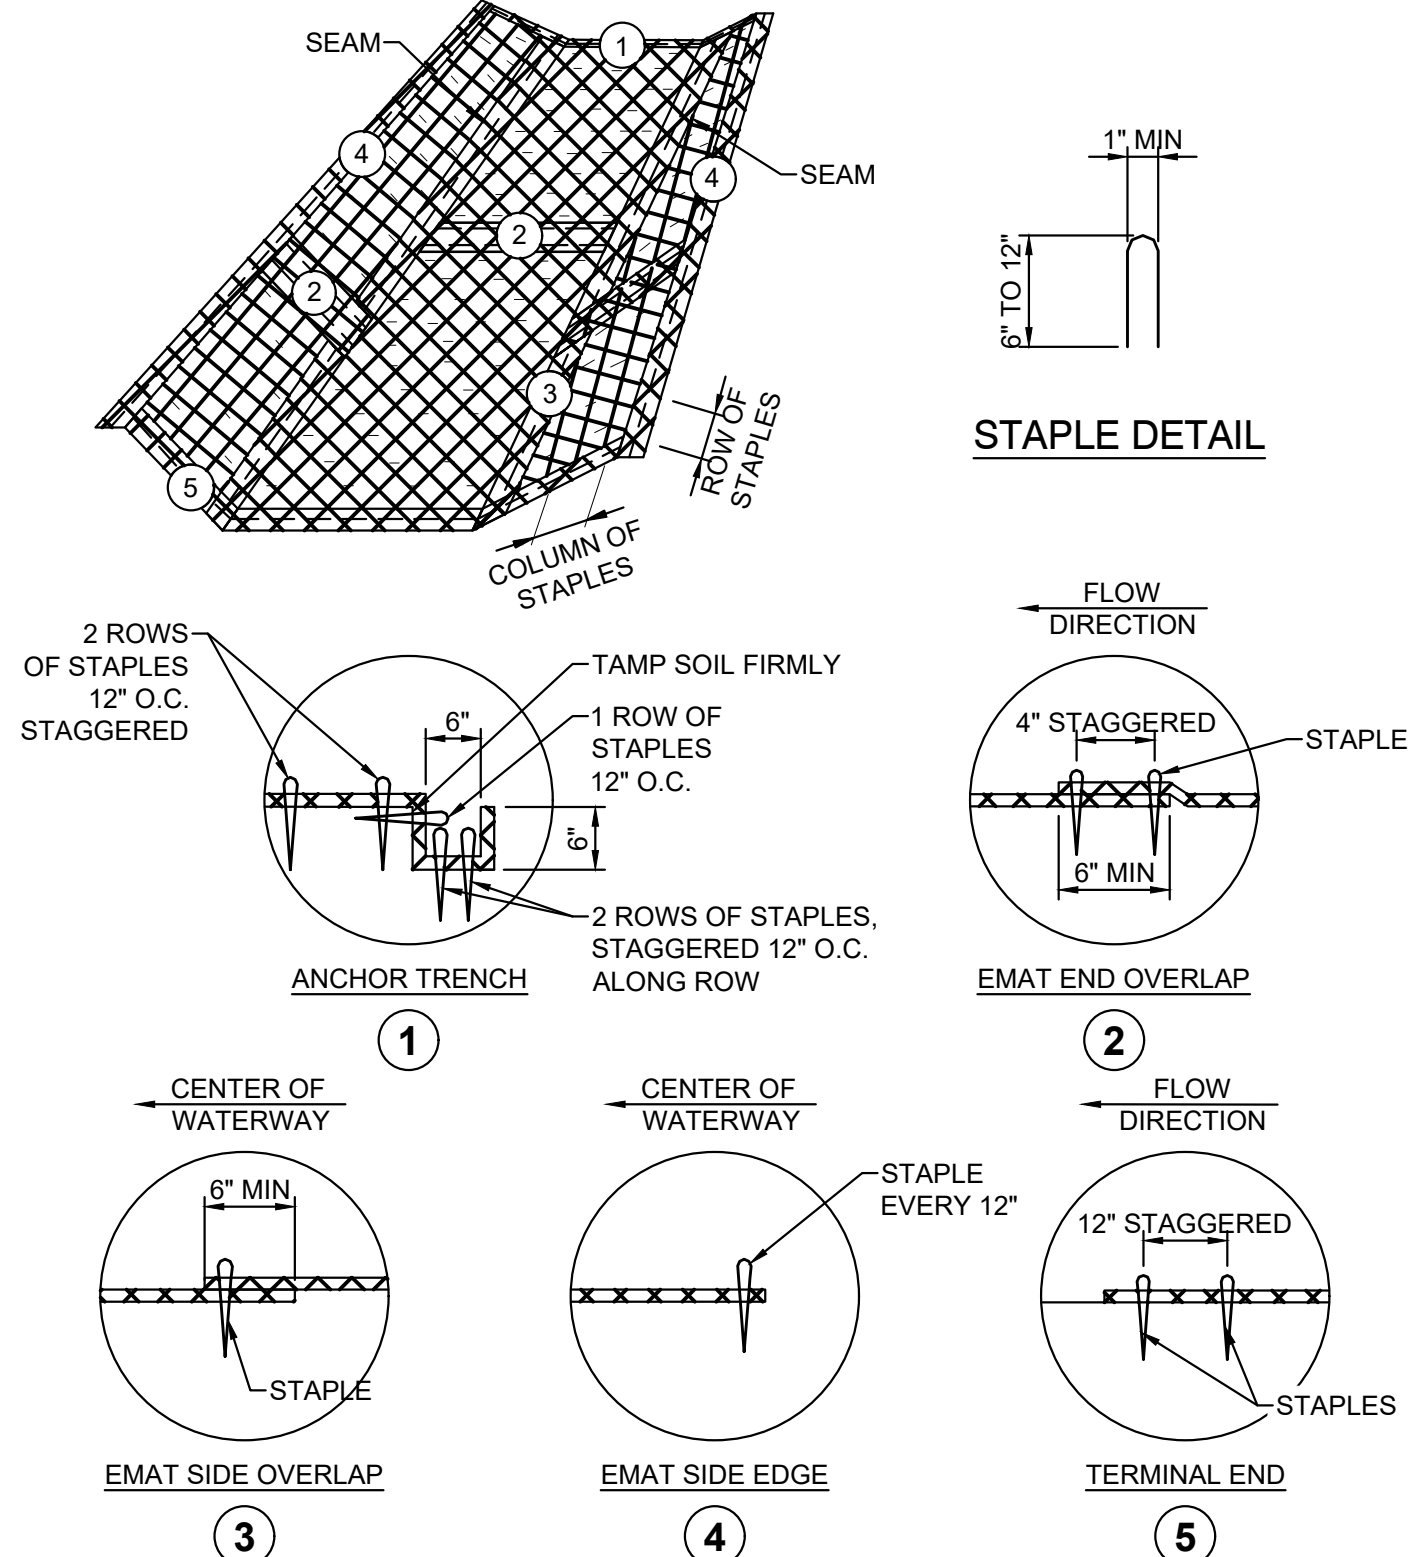 SEAM
1
4
SEAM
4
2
2
3
5
ROW OF
STAPLES
COLUMN OF
STAPLES
1" MIN
6" TO 12"
STAPLE DETAIL
2 ROWS
OF STAPLES
12" O.C.
STAGGERED
TAMP SOIL FIRMLY
6"
1 ROW OF
STAPLES
12" O.C.
6"
2 ROWS OF STAPLES,
STAGGERED 12" O.C.
ALONG ROW
ANCHOR TRENCH
1
FLOW
DIRECTION
4" STAGGERED
STAPLE
6" MIN
EMAT END OVERLAP
2
CENTER OF
WATERWAY
6" MIN
STAPLE
EMAT SIDE OVERLAP
3
CENTER OF
WATERWAY
STAPLE
EVERY 12"
EMAT SIDE EDGE
4
FLOW
DIRECTION
12" STAGGERED
STAPLES
TERMINAL END
5